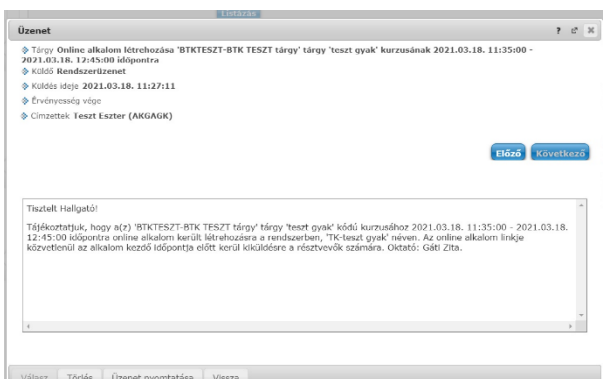 Listázás
Üzenet
Tárgy Online alkalom létrehozása 'BTKTESZT-BTK TESZT tárgy' tárgy 'teszt gyak' kurzusának 2021.03.18. 11:35:00 -
2021.03.18. 12:45:00 időpontra
Küldő Rendszerüzenet
Küldés ideje 2021.03.18. 11:27:11
Érvényesség vége
Címzettek Teszt Eszter (AKGAGK)
Előző Következő
Tisztelt Hallgató!
Tájékoztatjuk, hogy a(z) 'BTKTESZT-BTK TESZT tárgy' tárgy 'teszt gyak' kódú kurzusához 2021.03.18. 11:35:00 - 2021.03.18.
12:45:00 időpontra online alkalom került létrehozásra a rendszerben, 'TK-teszt gyak' néven. Az online alkalom linkje
közvetlenül az alkalom kezdő időpontja előtt kerül kiküldésre a résztvevők számára. Oktató: Gáti Zita.
Válasz Törlés Üzenet nyomtatása Vissza